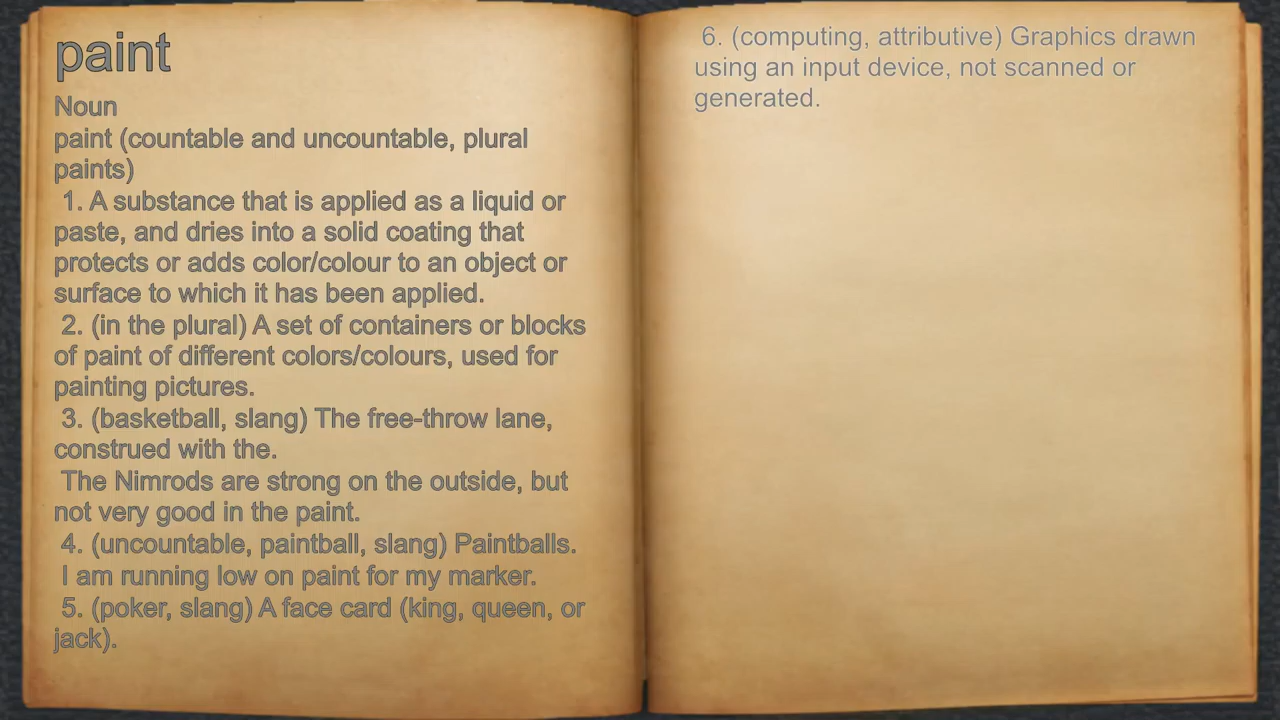 paint
Noun
paint (countable and uncountable, plural
paints)
1. A substance that is applied as a liquid or
paste, and dries into a solid coating that
protects or adds color/colour to an object or
surface to which it has been applied.
2. (in the plural) A set of containers or blocks
of paint of different colors/colours, used for
painting pictures.
3. (basketball, slang) The free-throw lane,
construed with the.
The Nimrods are strong on the outside, but
not very good in the paint.
4. (uncountable, paintball, slang) Paintballs.
I am running low on paint for my marker.
5. (poker, slang) A face card (king, queen, or
jack).
6. (computing, attributive) Graphics drawn
using an input device, not scanned or
generated.